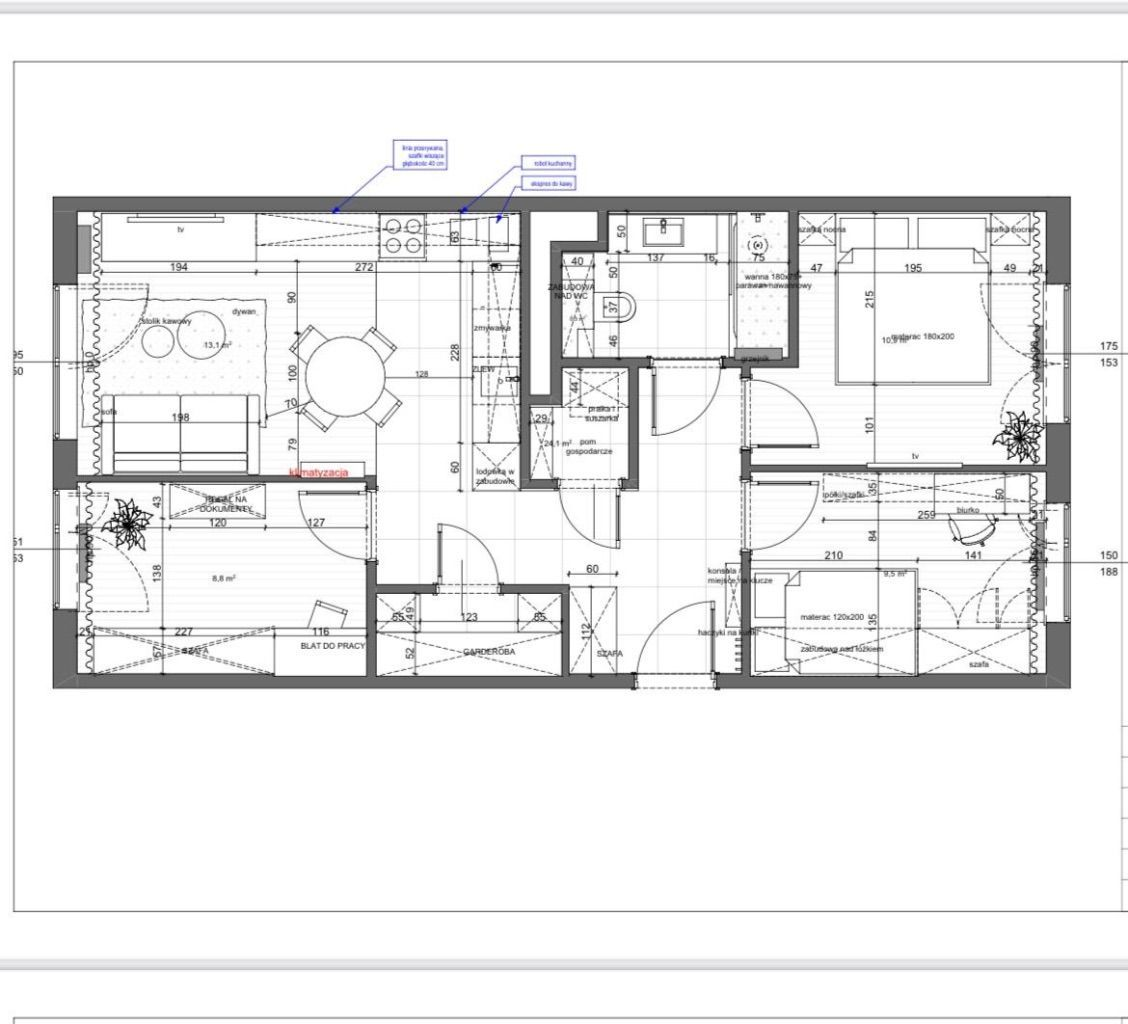 linia przerywana,
szafki wiszące
głębokość 40 cm
robot kuchenny
ekspres do kawy
tv
63
50
szafka nocna
szafka nocna
194
272
60
40
137
16
75
47
195
49
ZABUDOWA
NAD WC
50
wanna 180x75+
parawan nawannowy
90
215
dywan
stolik kawowy
13,1 m²
zmywarka
37
materac 180x200
10,9 m²
46
228
175
153
95
60
100
128
ZLEW
grzejnik
44
70
sofa
198
29
pralka i
suszarka
101
79
24,1 m²
pom
gospodarcze
tv
klimatyzacja
60
lodówka w
zabudowie
43
REGAŁ NA
DOKUMENTY
120
127
półki/szafki
35
50
259
biurko
84
51
53
138
210
141
150
188
8,8 m²
60
konsola /
miejsce na klucze
9,5 m²
55
49
123
65
112
materac 120x200
135
haczyki na kurtki
227
116
BLAT DO PRACY
57
SZAFA
52
GARDEROBA
SZAFA
zabudowa nad łóżkiem
szafa